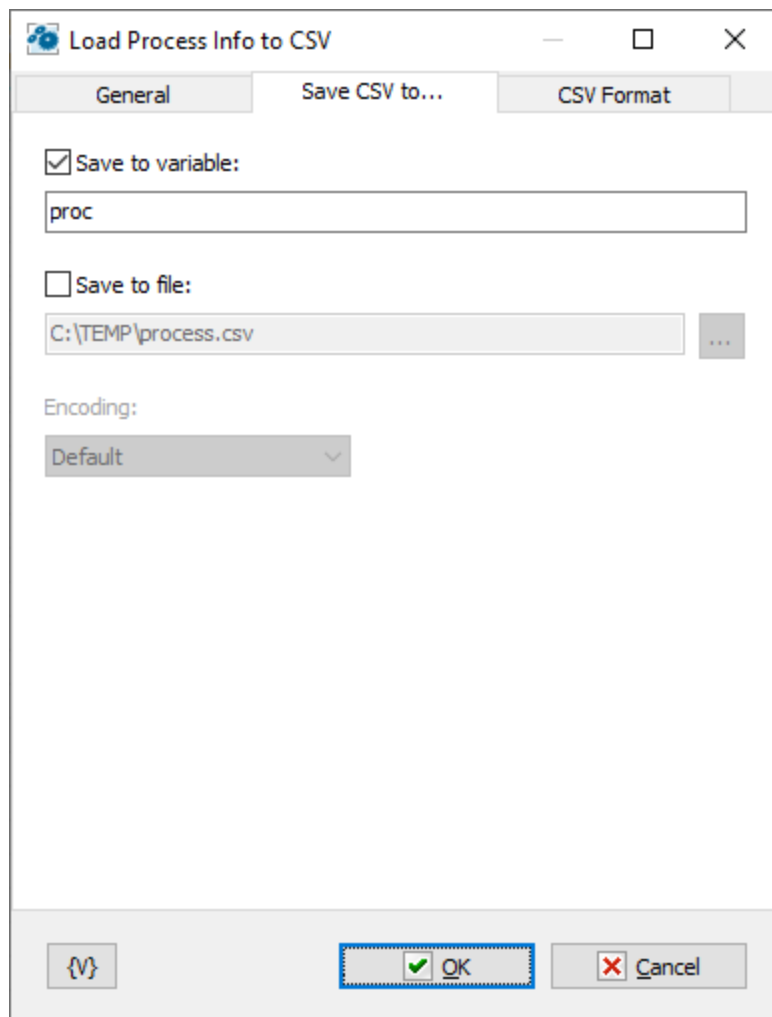 Load Process Info to CSV
General Save CSV to... CSV Format
Save to variable:
proc
Save to file:
C:\TEMP\process.csv ...
Encoding:
Default
{V} OK Cancel